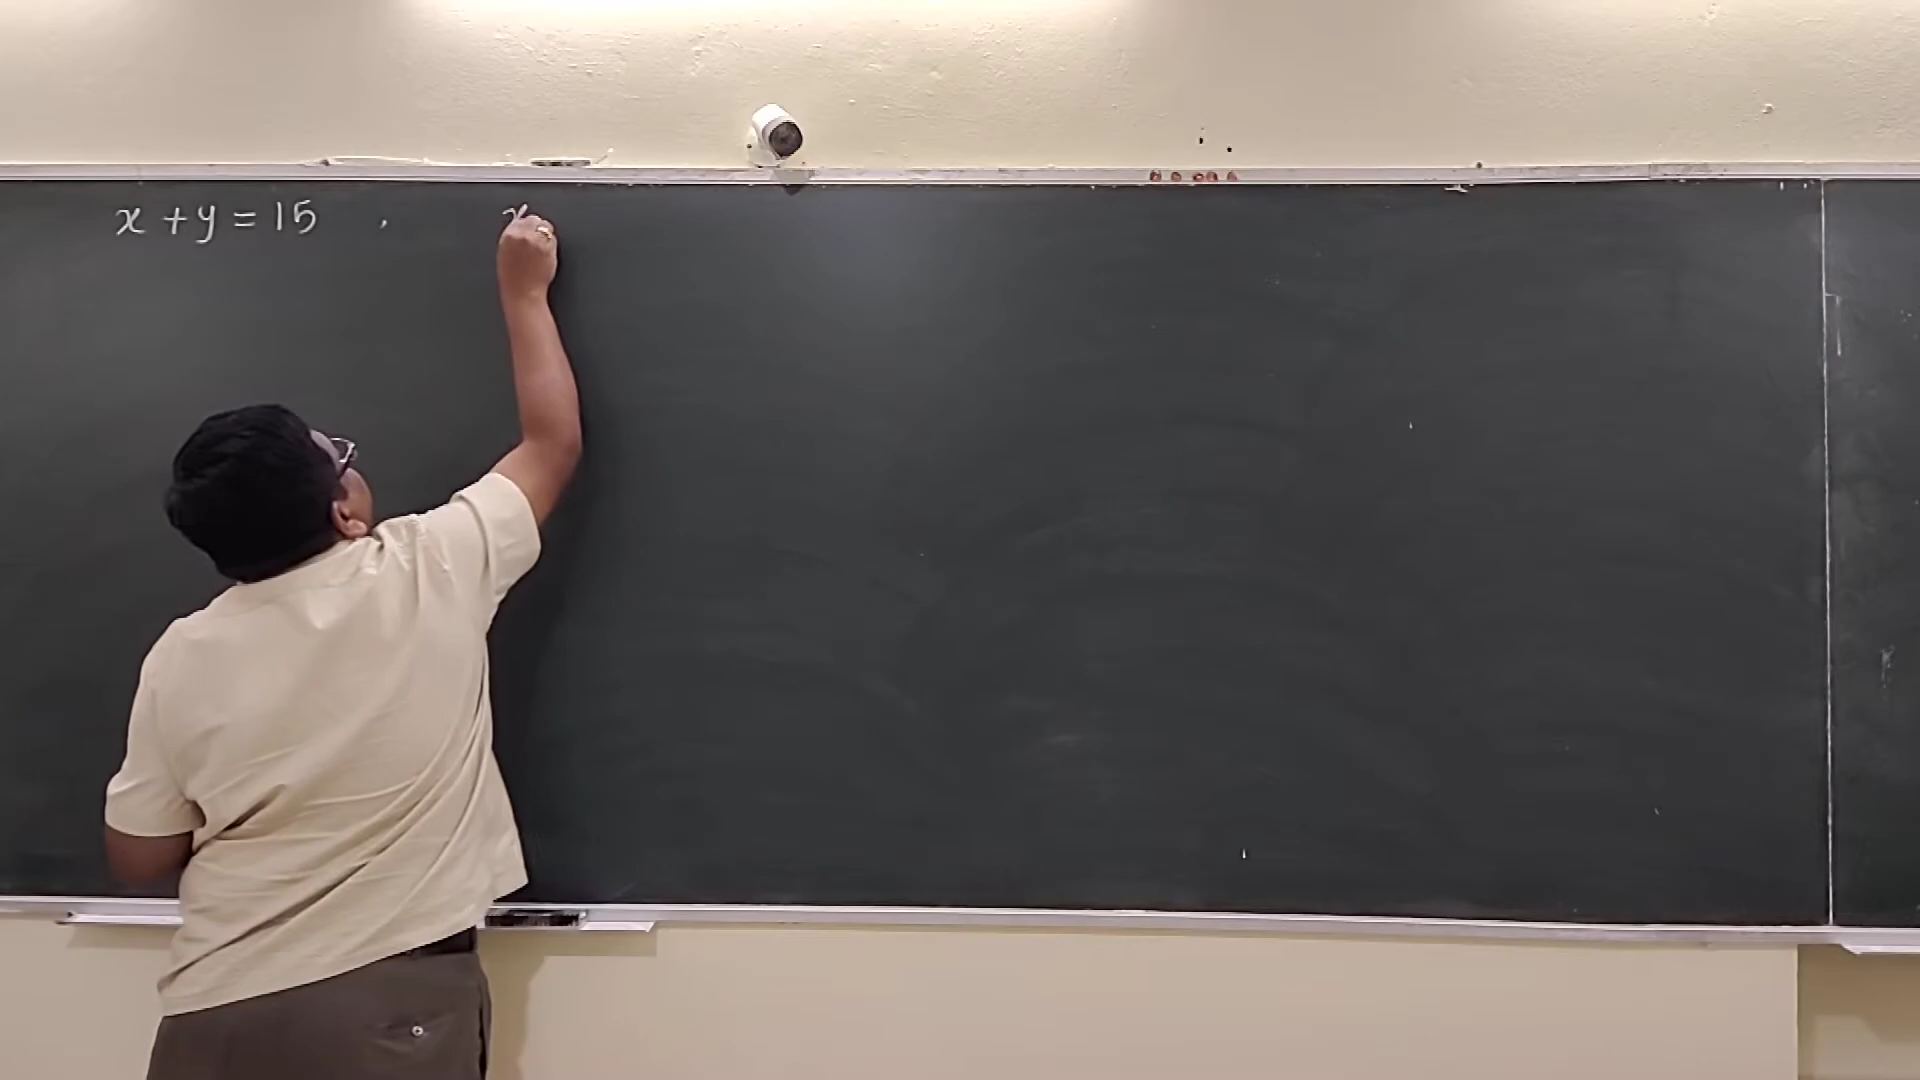 x + y = 15 , x